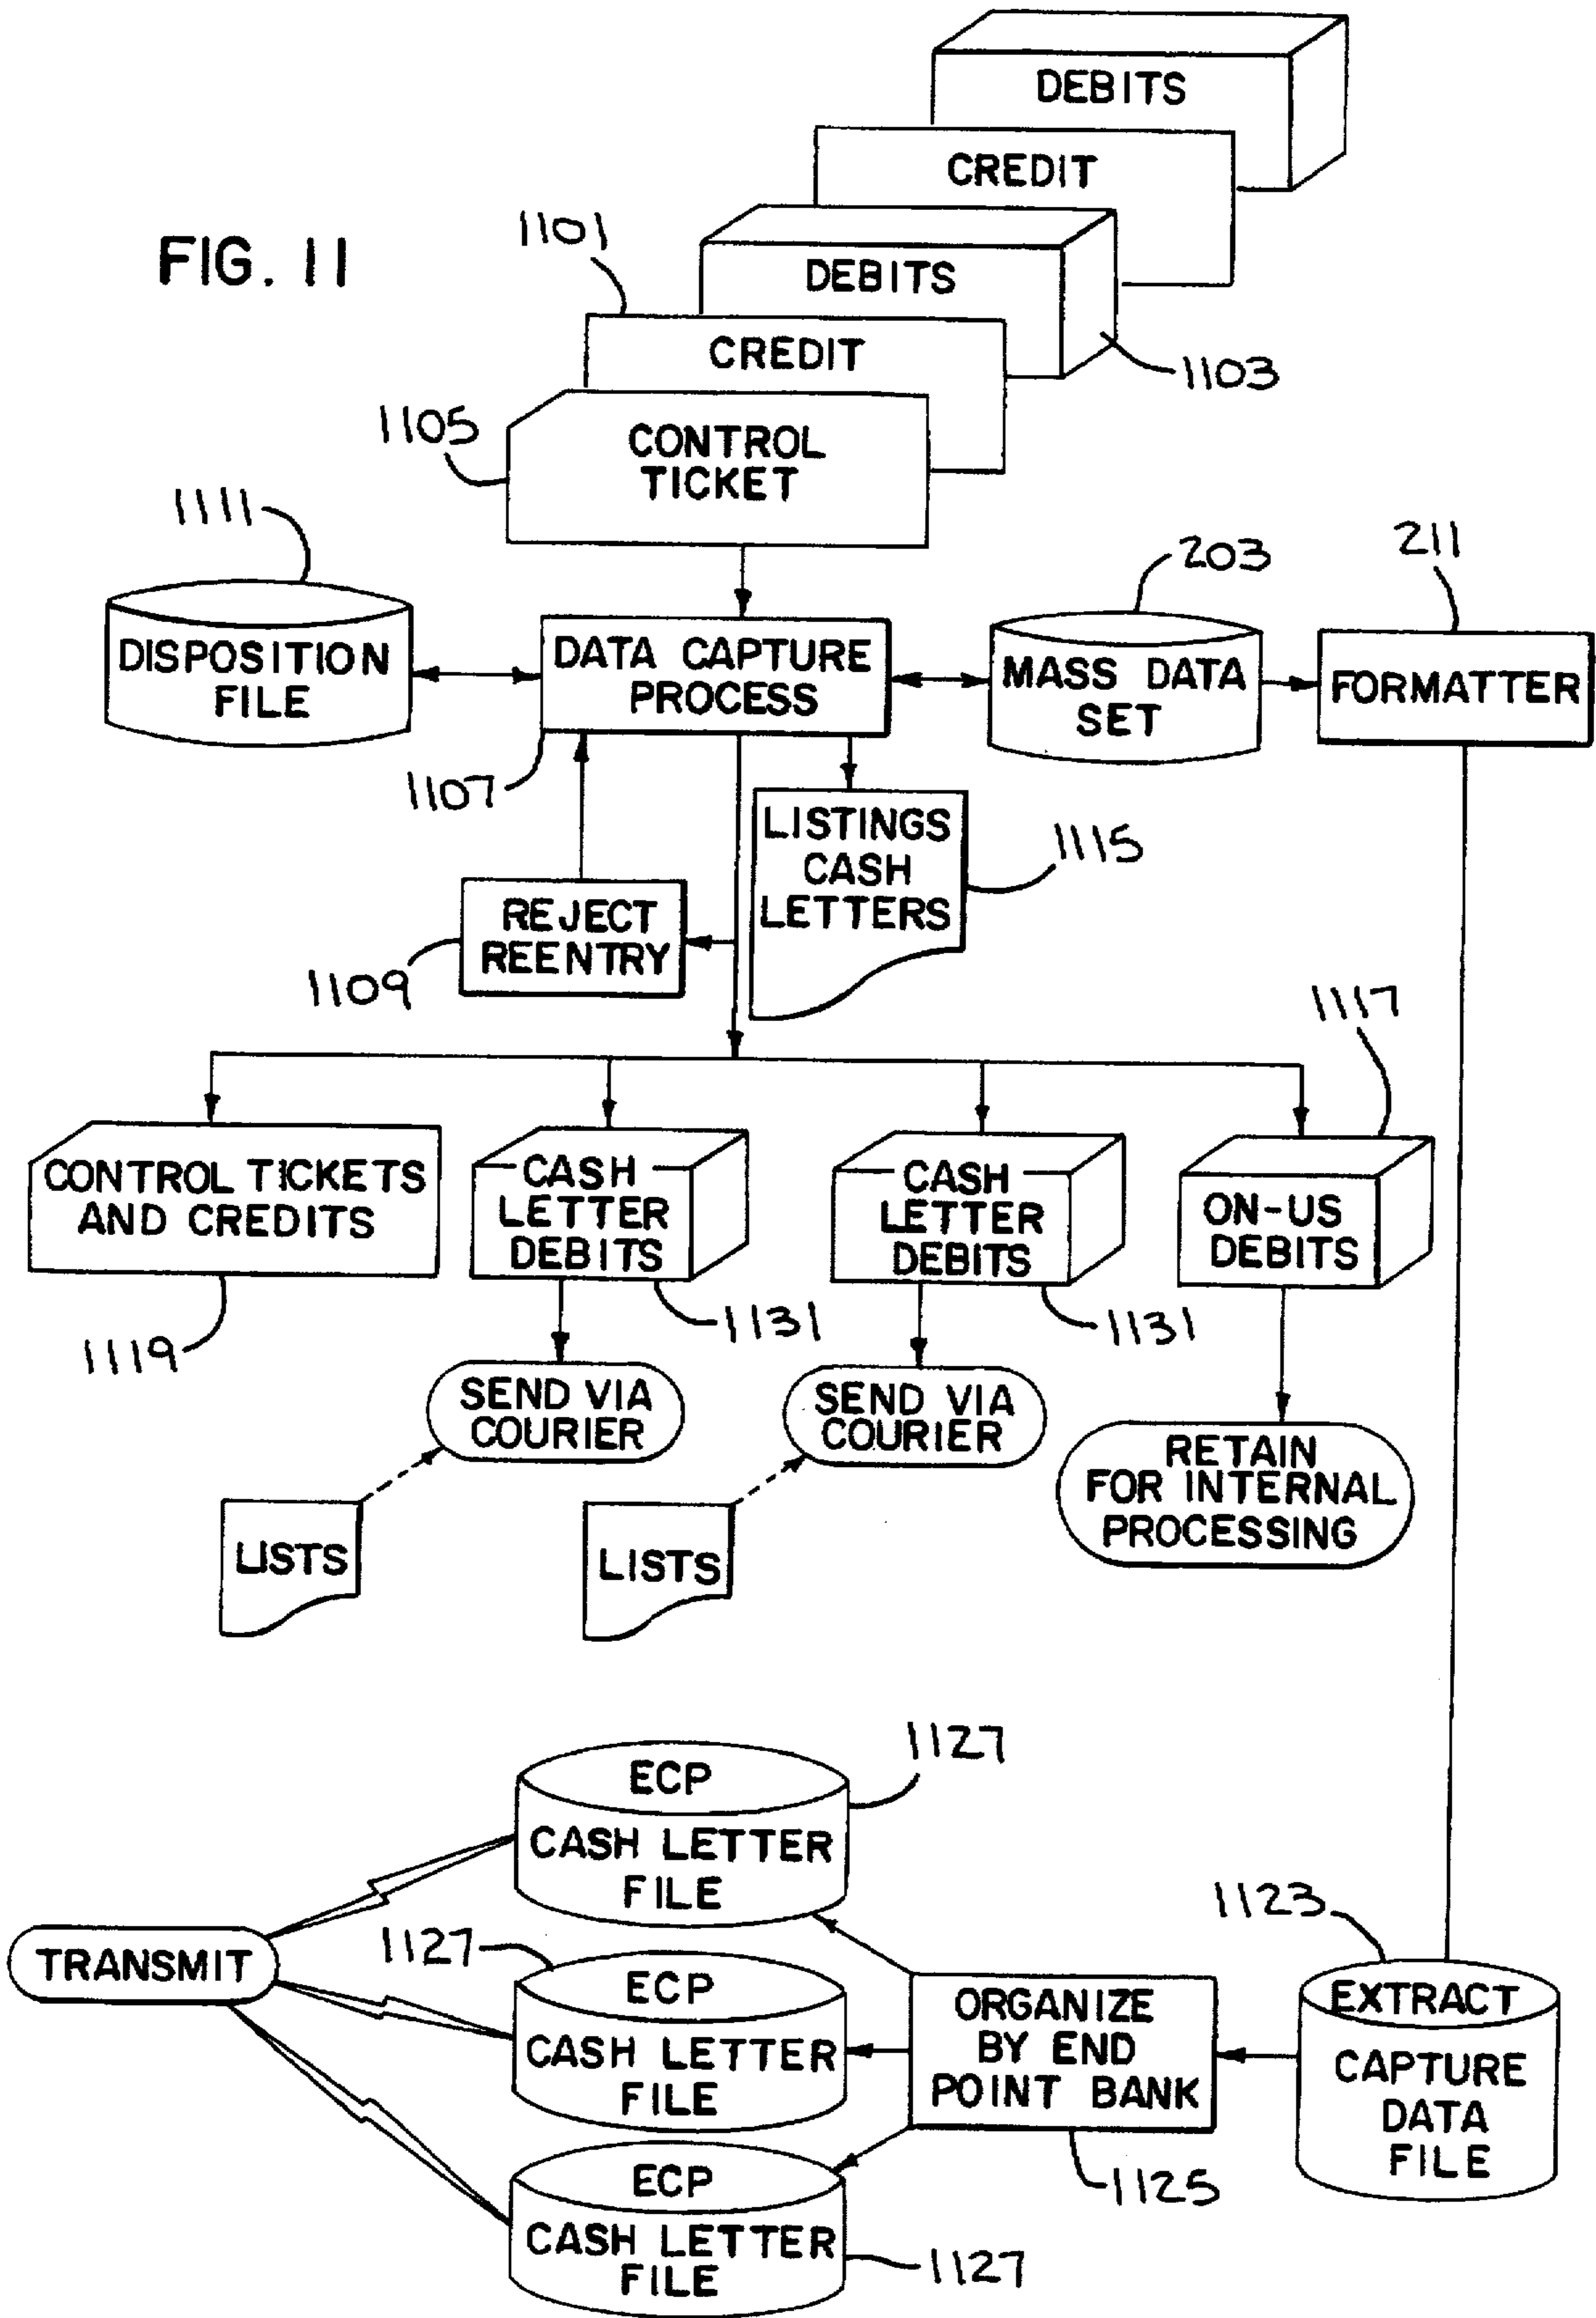 DEBITS
CREDIT
FIG. 11
1101
DEBITS
CREDIT
1103
1105
CONTROL
TICKET
1111
203
211
DISPOSITION
FILE
DATA CAPTURE
PROCESS
MASS DATA
SET
FORMATTER
1107
LISTINGS
CASH
LETTERS
1115
REJECT
REENTRY
1109
1117
CONTROL TICKETS
AND CREDITS
CASH
LETTER
DEBITS
CASH
LETTER
DEBITS
ON-US
DEBITS
1119
1131
1131
SEND VIA
COURIER
SEND VIA
COURIER
RETAIN
FOR INTERNAL
PROCESSING
LISTS
LISTS
1127
ECP
CASH LETTER
FILE
1123
TRANSMIT
1127
ECP
CASH LETTER
FILE
ORGANIZE
BY END
POINT BANK
EXTRACT
CAPTURE
DATA
FILE
1125
ECP
CASH LETTER
FILE
1127